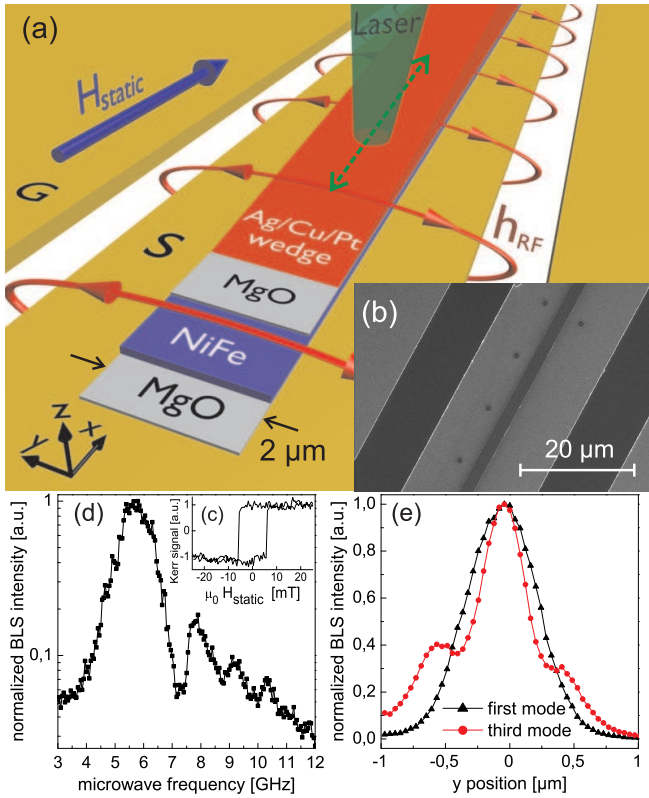 (a)
Laser
Hstatic
G
S
hRF
Ag/Cu/Pt
wedge
MgO
NiFe
MgO
2 µm
z
y
x
(b)
20 µm
(d)
normalized BLS intensity [a.u.]
1
0,1
3 4 5 6 7 8 9 10 11 12
microwave frequency [GHz]
(c)
Kerr signal [a.u.]
1
0
-1
-20 -10 0 10 20
µ0 Hstatic [mT]
(e)
normalized BLS intensity [a.u.]
1,0
0,8
0,6
0,4
0,2
0,0
first mode
third mode
-1 -0,5 0 0,5 1
y position [µm]